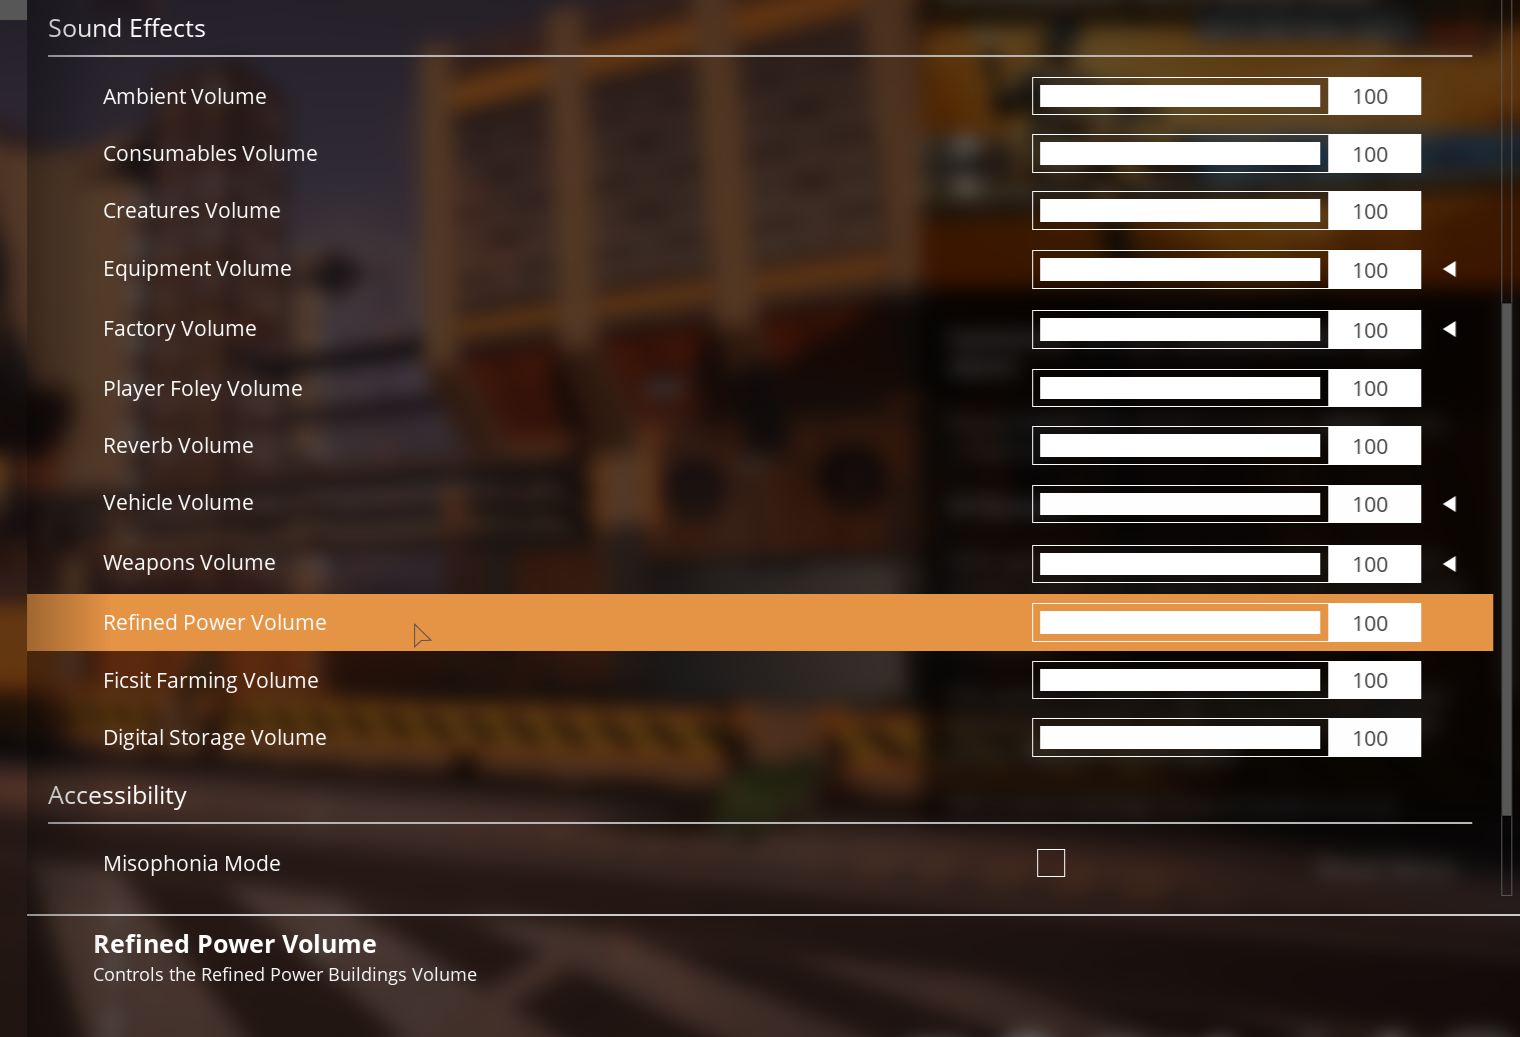 Sound Effects
Ambient Volume 100
Consumables Volume 100
Creatures Volume 100
Equipment Volume 100
Factory Volume 100
Player Foley Volume 100
Reverb Volume 100
Vehicle Volume 100
Weapons Volume 100
Refined Power Volume 100
Ficsit Farming Volume 100
Digital Storage Volume 100
Accessibility
Misophonia Mode
Refined Power Volume
Controls the Refined Power Buildings Volume